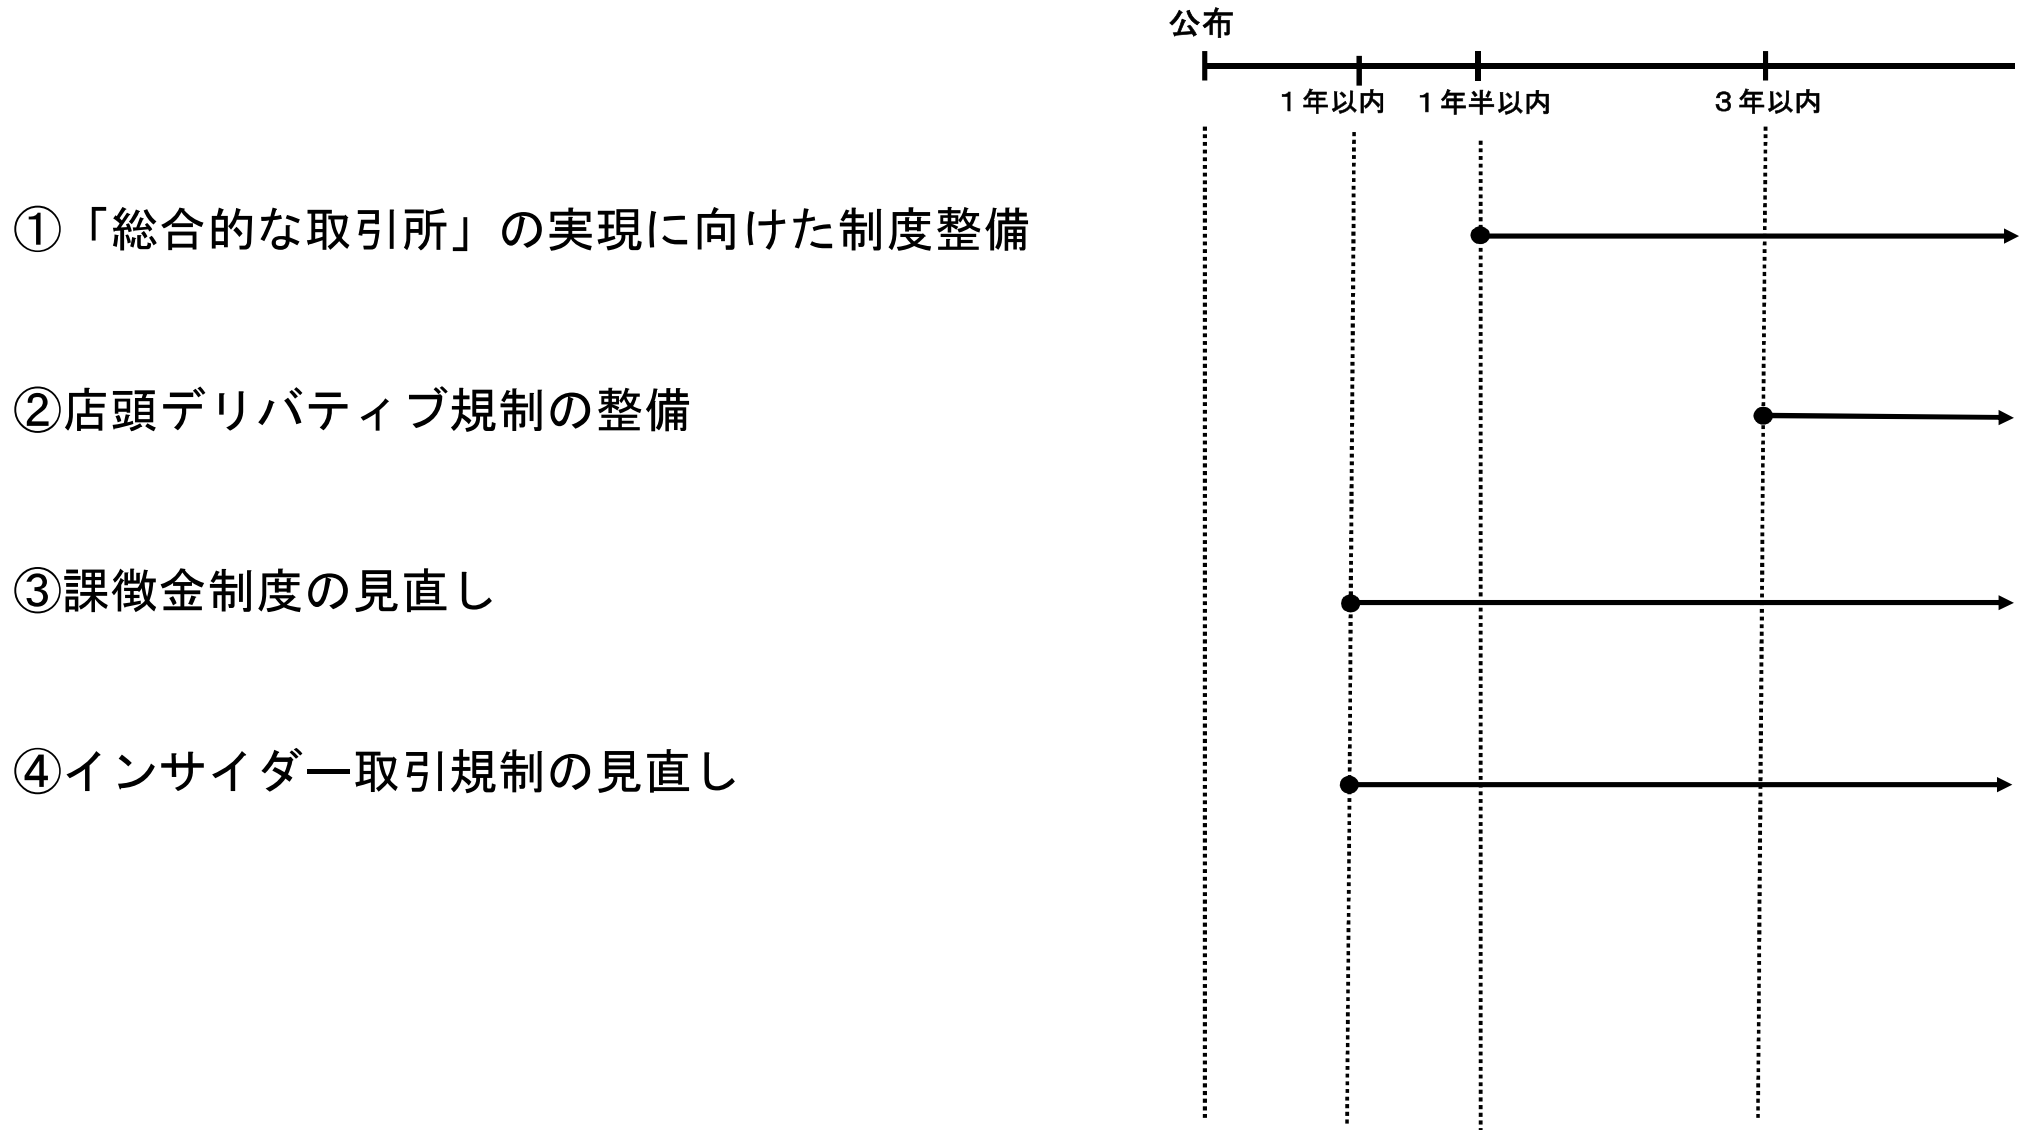 公布
１年以内 １年半以内 ３年以内
①「総合的な取引所」の実現に向けた制度整備
②店頭デリバティブ規制の整備
③課徴金制度の見直し
④インサイダー取引規制の見直し